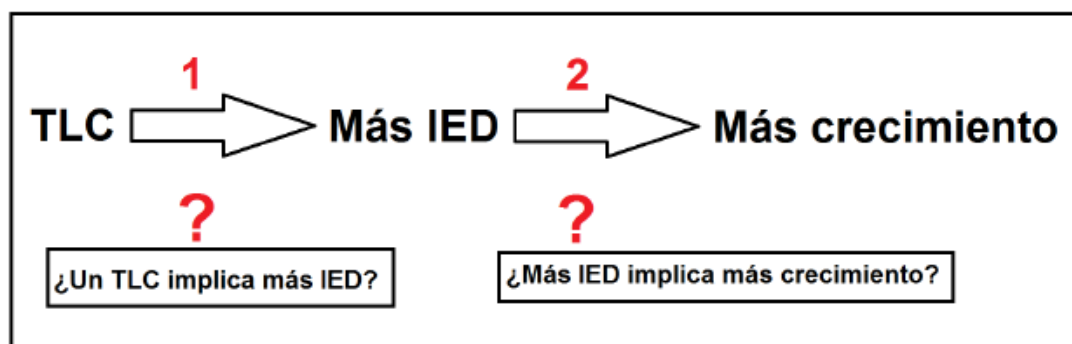 1 2
TLC Más IED Más crecimiento
? ?
¿Un TLC implica más IED? ¿Más IED implica más crecimiento?